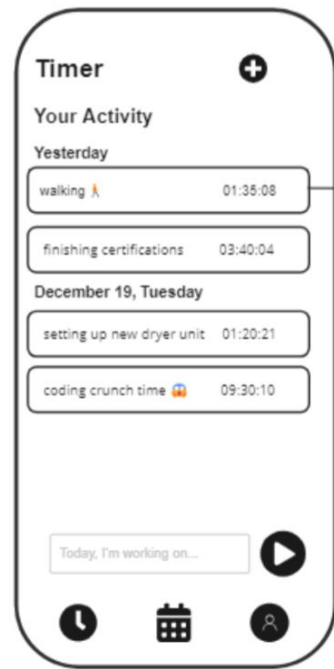 Timer
Your Activity
Yesterday
walking 🚶 01:35:08
finishing certifications 03:40:04
December 19, Tuesday
setting up new dryer unit 01:20:21
coding crunch time 😱 09:30:10
Today, I'm working on...